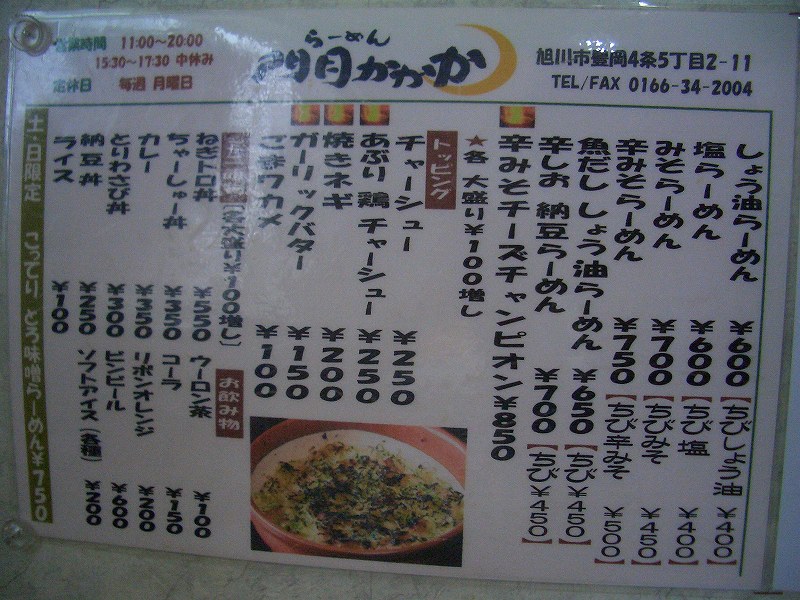 営業時間 11:00～20:00
15:30～17:30 中休み
定休日 毎週 月曜日
らーめん
旭川市豊岡4条5丁目2-11
TEL/FAX 0166-34-2004
しょう油らーめん ¥600 【ちびしょう油 ¥400】
塩らーめん ¥600 【ちび塩 ¥400】
みそらーめん ¥700 【ちびみそ ¥450】
辛みそらーめん ¥750 【ちび辛みそ ¥500】
魚だししょう油らーめん ¥650 【ちび¥450】
辛しお納豆らーめん ¥700 【ちび¥450】
辛みそチーズチャンピオン ¥850
★各 大盛り¥100増し
トッピング
チャーシュー ¥250
あぶり鶏チャーシュー ¥250
焼きネギ ¥200
ガーリックバター ¥150
ごまワカメ ¥100
【各大盛り¥100増し】
ねぎトロ丼 ¥550
ちゃーしゅー丼 ¥350
カレー ¥350
とりわさび丼 ¥300
納豆丼 ¥250
ライス ¥100
お飲み物
ウーロン茶 ¥100
コーラ ¥150
リボンオレンジ ¥200
ビンビール ¥600
ソフトアイス(各種) ¥200
土・日限定 こってり とろ味噌らーめん¥750